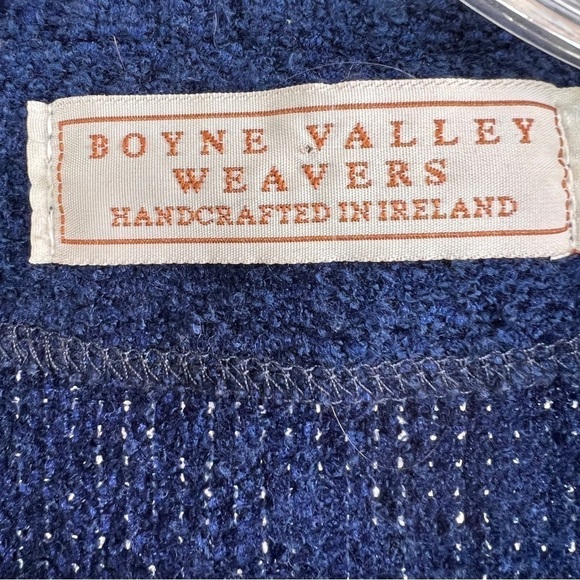 BOYNE VALLEY
WEAVERS
HANDCRAFTED IN IRELAND